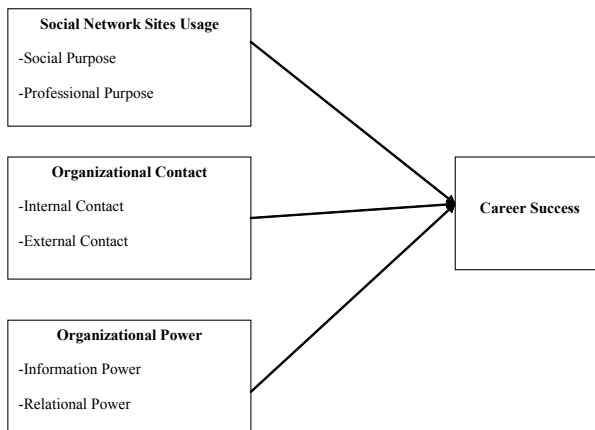 Social Network Sites Usage
-Social Purpose
-Professional Purpose
Organizational Contact
-Internal Contact
-External Contact
Career Success
Organizational Power
-Information Power
-Relational Power